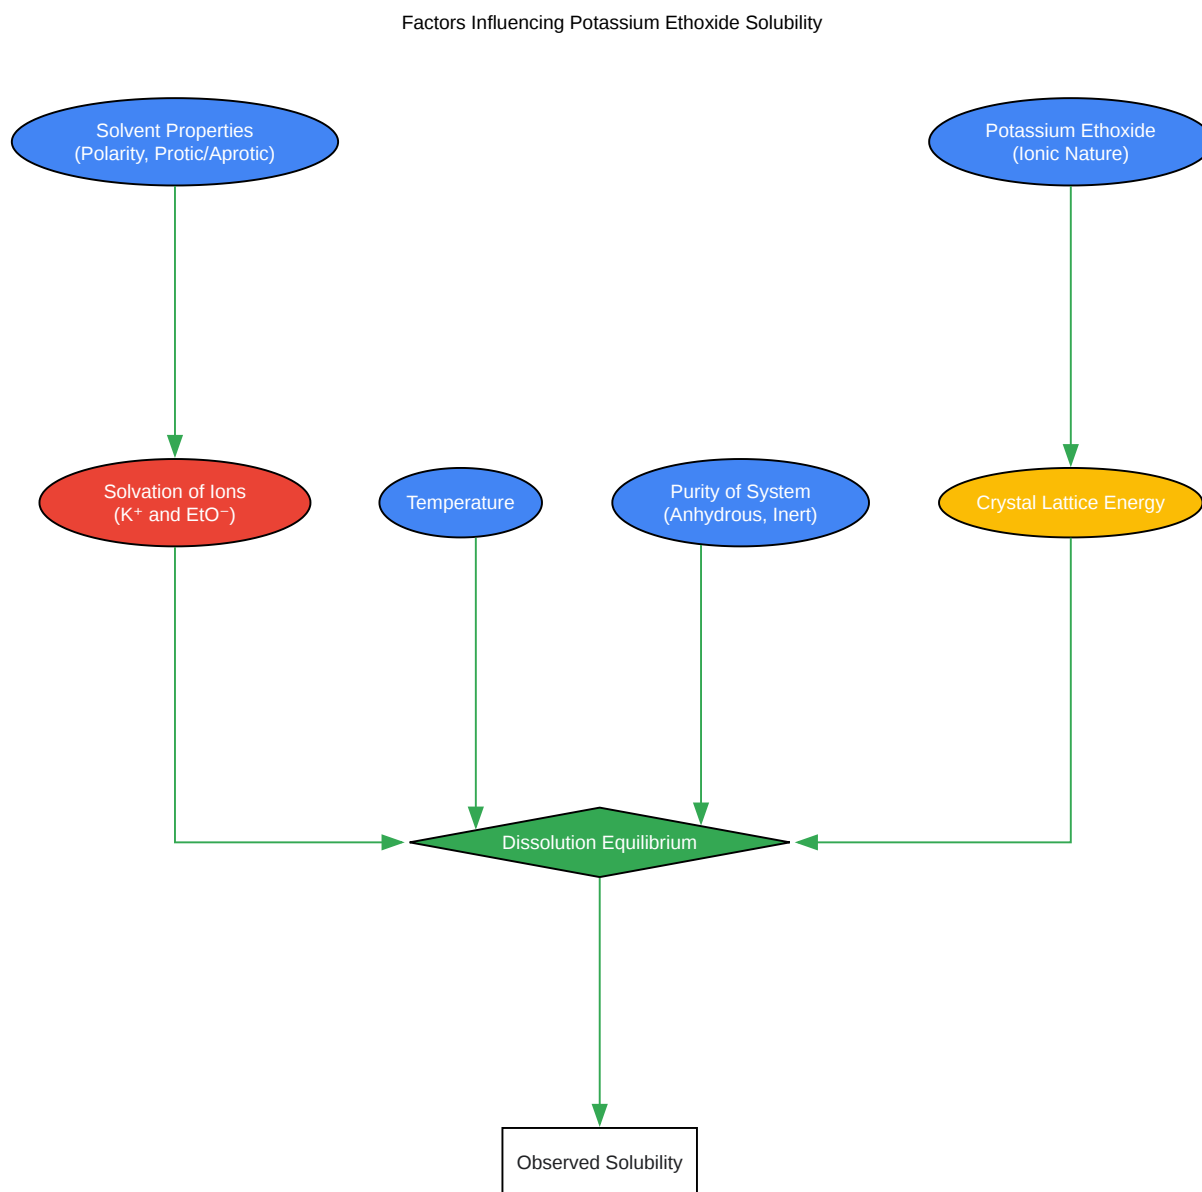 Factors Influencing Potassium Ethoxide Solubility
Solvent Properties
(Polarity, Protic/Aprotic)
Potassium Ethoxide
(Ionic Nature)
Solvation of Ions
(K⁺ and EtO⁻)
Temperature
Purity of System
(Anhydrous, Inert)
Crystal Lattice Energy
Dissolution Equilibrium
Observed Solubility